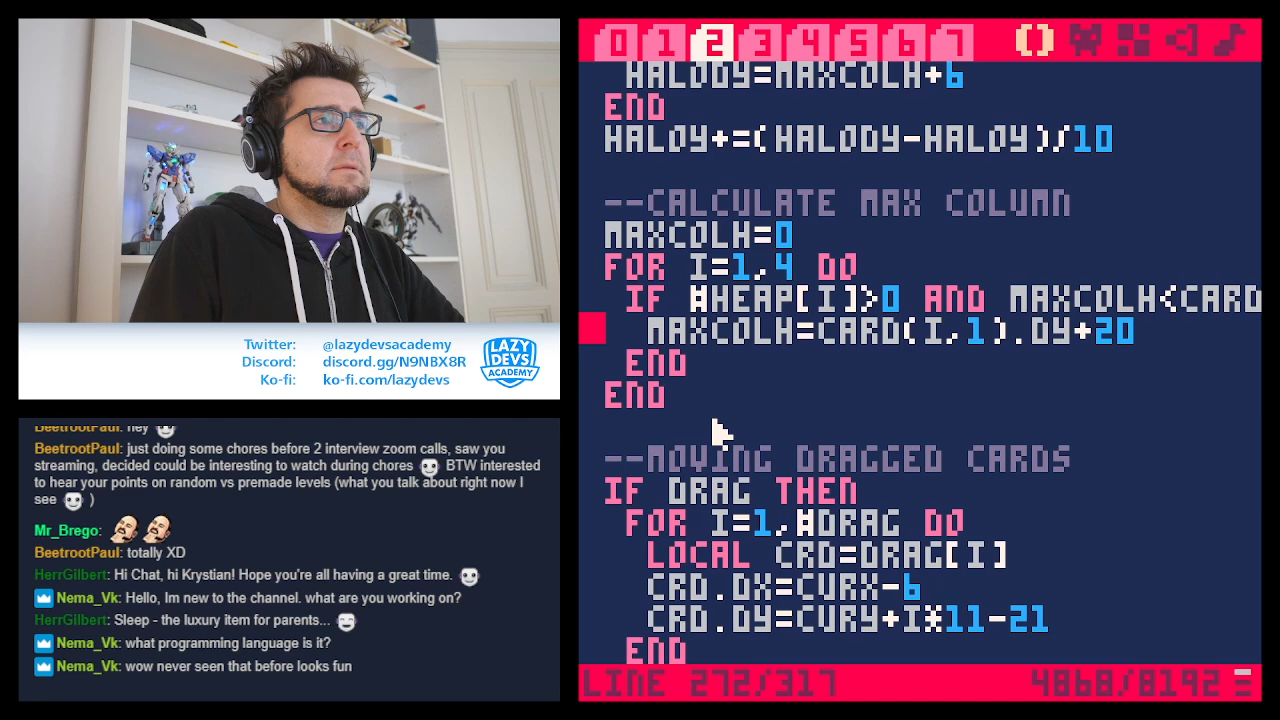 0 1 2 3 4 5 6 7
HALODY=MAXCOLH+6
END
HALOY+=(HALODY-HALOY)/10
--CALCULATE MAX COLUMN
MAXCOLH=0
FOR I=1,4 DO
IF #HEAP[I]>0 AND MAXCOLH<CARD
MAXCOLH=CARD(I,1).DY+20
END
END
--MOVING DRAGGED CARDS
IF DRAG THEN
FOR I=1,#DRAG DO
LOCAL CRD=DRAG[I]
CRD.DX=CURX-6
CRD.DY=CURY+I*11-21
END
LINE 272/317 4868/8192
Twitter: @lazydevsacademy
Discord: discord.gg/N9NBX8R
Ko-fi: ko-fi.com/lazydevs
LAZY
DEVS
ACADEMY
BeetrootPaul: hey
BeetrootPaul: just doing some chores before 2 interview zoom calls, saw you
streaming, decided could be interesting to watch during chores BTW interested
to hear your points on random vs premade levels (what you talk about right now I
see )
Mr_Brego:
BeetrootPaul: totally XD
HerrGilbert: Hi Chat, hi Krystian! Hope you're all having a great time.
Nema_Vk: Hello, Im new to the channel. what are you working on?
HerrGilbert: Sleep - the luxury item for parents...
Nema_Vk: what programming language is it?
Nema_Vk: wow never seen that before looks fun